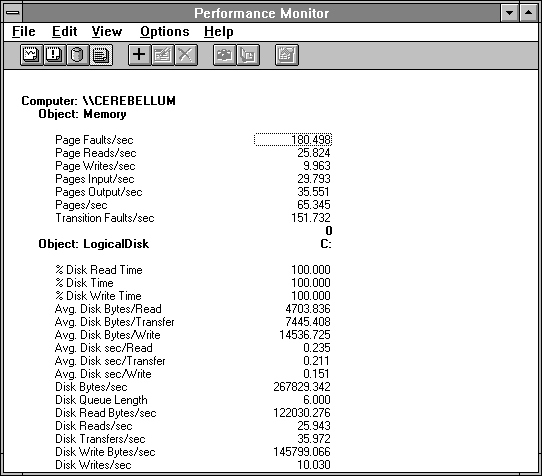 Performance Monitor
File Edit View Options Help
Computer: \\CEREBELLUM
Object: Memory
Page Faults/sec 180.498
Page Reads/sec 25.824
Page Writes/sec 9.963
Pages Input/sec 29.793
Pages Output/sec 35.551
Pages/sec 65.345
Transition Faults/sec 151.732
0
Object: LogicalDisk C:
% Disk Read Time 100.000
% Disk Time 100.000
% Disk Write Time 100.000
Avg. Disk Bytes/Read 4703.836
Avg. Disk Bytes/Transfer 7445.408
Avg. Disk Bytes/Write 14536.725
Avg. Disk sec/Read 0.235
Avg. Disk sec/Transfer 0.211
Avg. Disk sec/Write 0.151
Disk Bytes/sec 267829.342
Disk Queue Length 6.000
Disk Read Bytes/sec 122030.276
Disk Reads/sec 25.943
Disk Transfers/sec 35.972
Disk Write Bytes/sec 145799.066
Disk Writes/sec 10.030